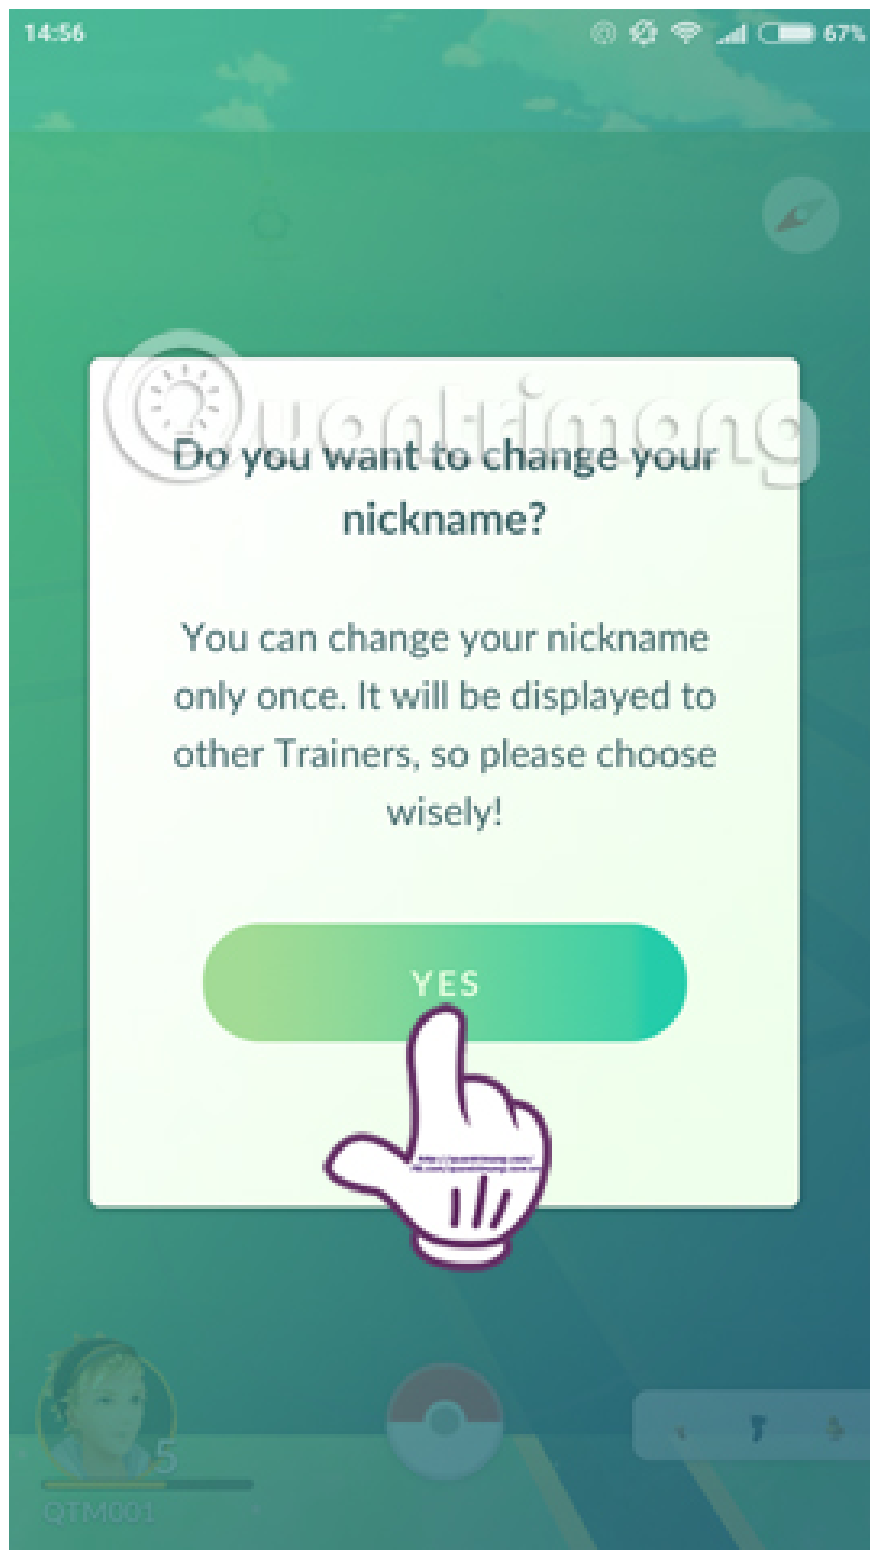 14:56
67%
Quantrimang
Do you want to change your
nickname?
You can change your nickname
only once. It will be displayed to
other Trainers, so please choose
wisely!
YES
5
QTM001